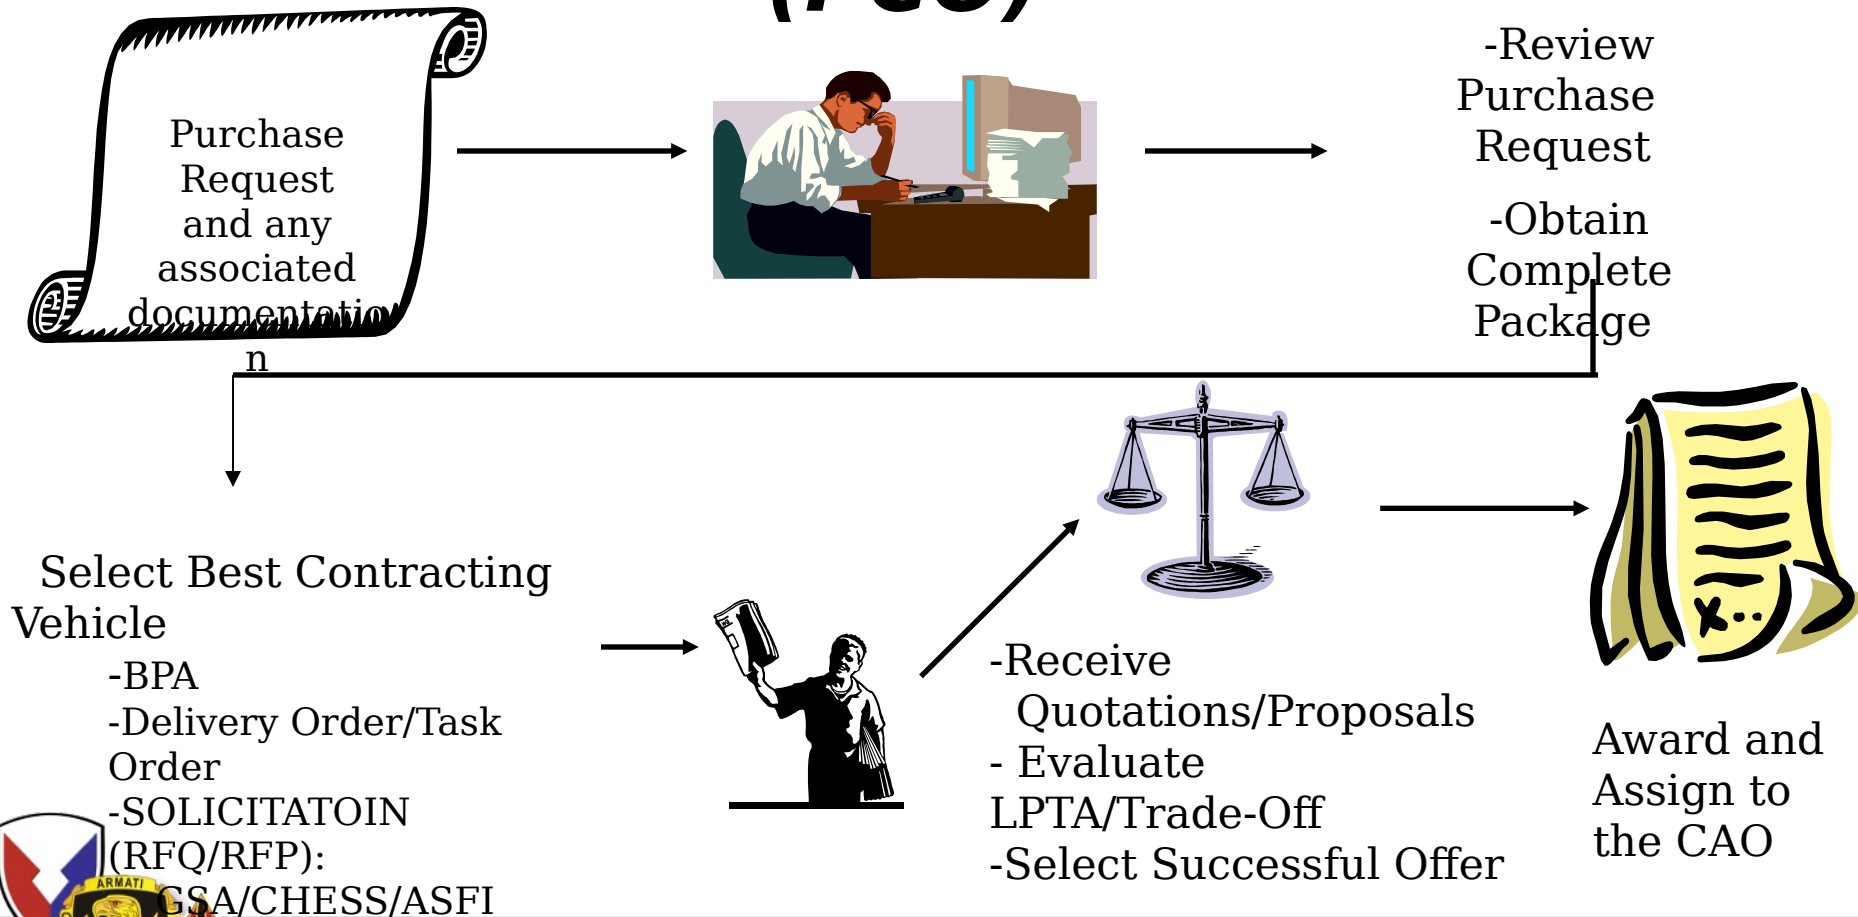 (PCO)
Purchase
Request
and any
associated
documentatio
n
-Review
Purchase
Request
-Obtain
Complete
Package
Select Best Contracting
Vehicle
-BPA
-Delivery Order/Task
Order
-SOLICITATOIN
(RFQ/RFP):
GSA/CHESS/ASFI
-Receive
Quotations/Proposals
- Evaluate
LPTA/Trade-Off
-Select Successful Offer
Award and
Assign to
the CAO
ARMATI